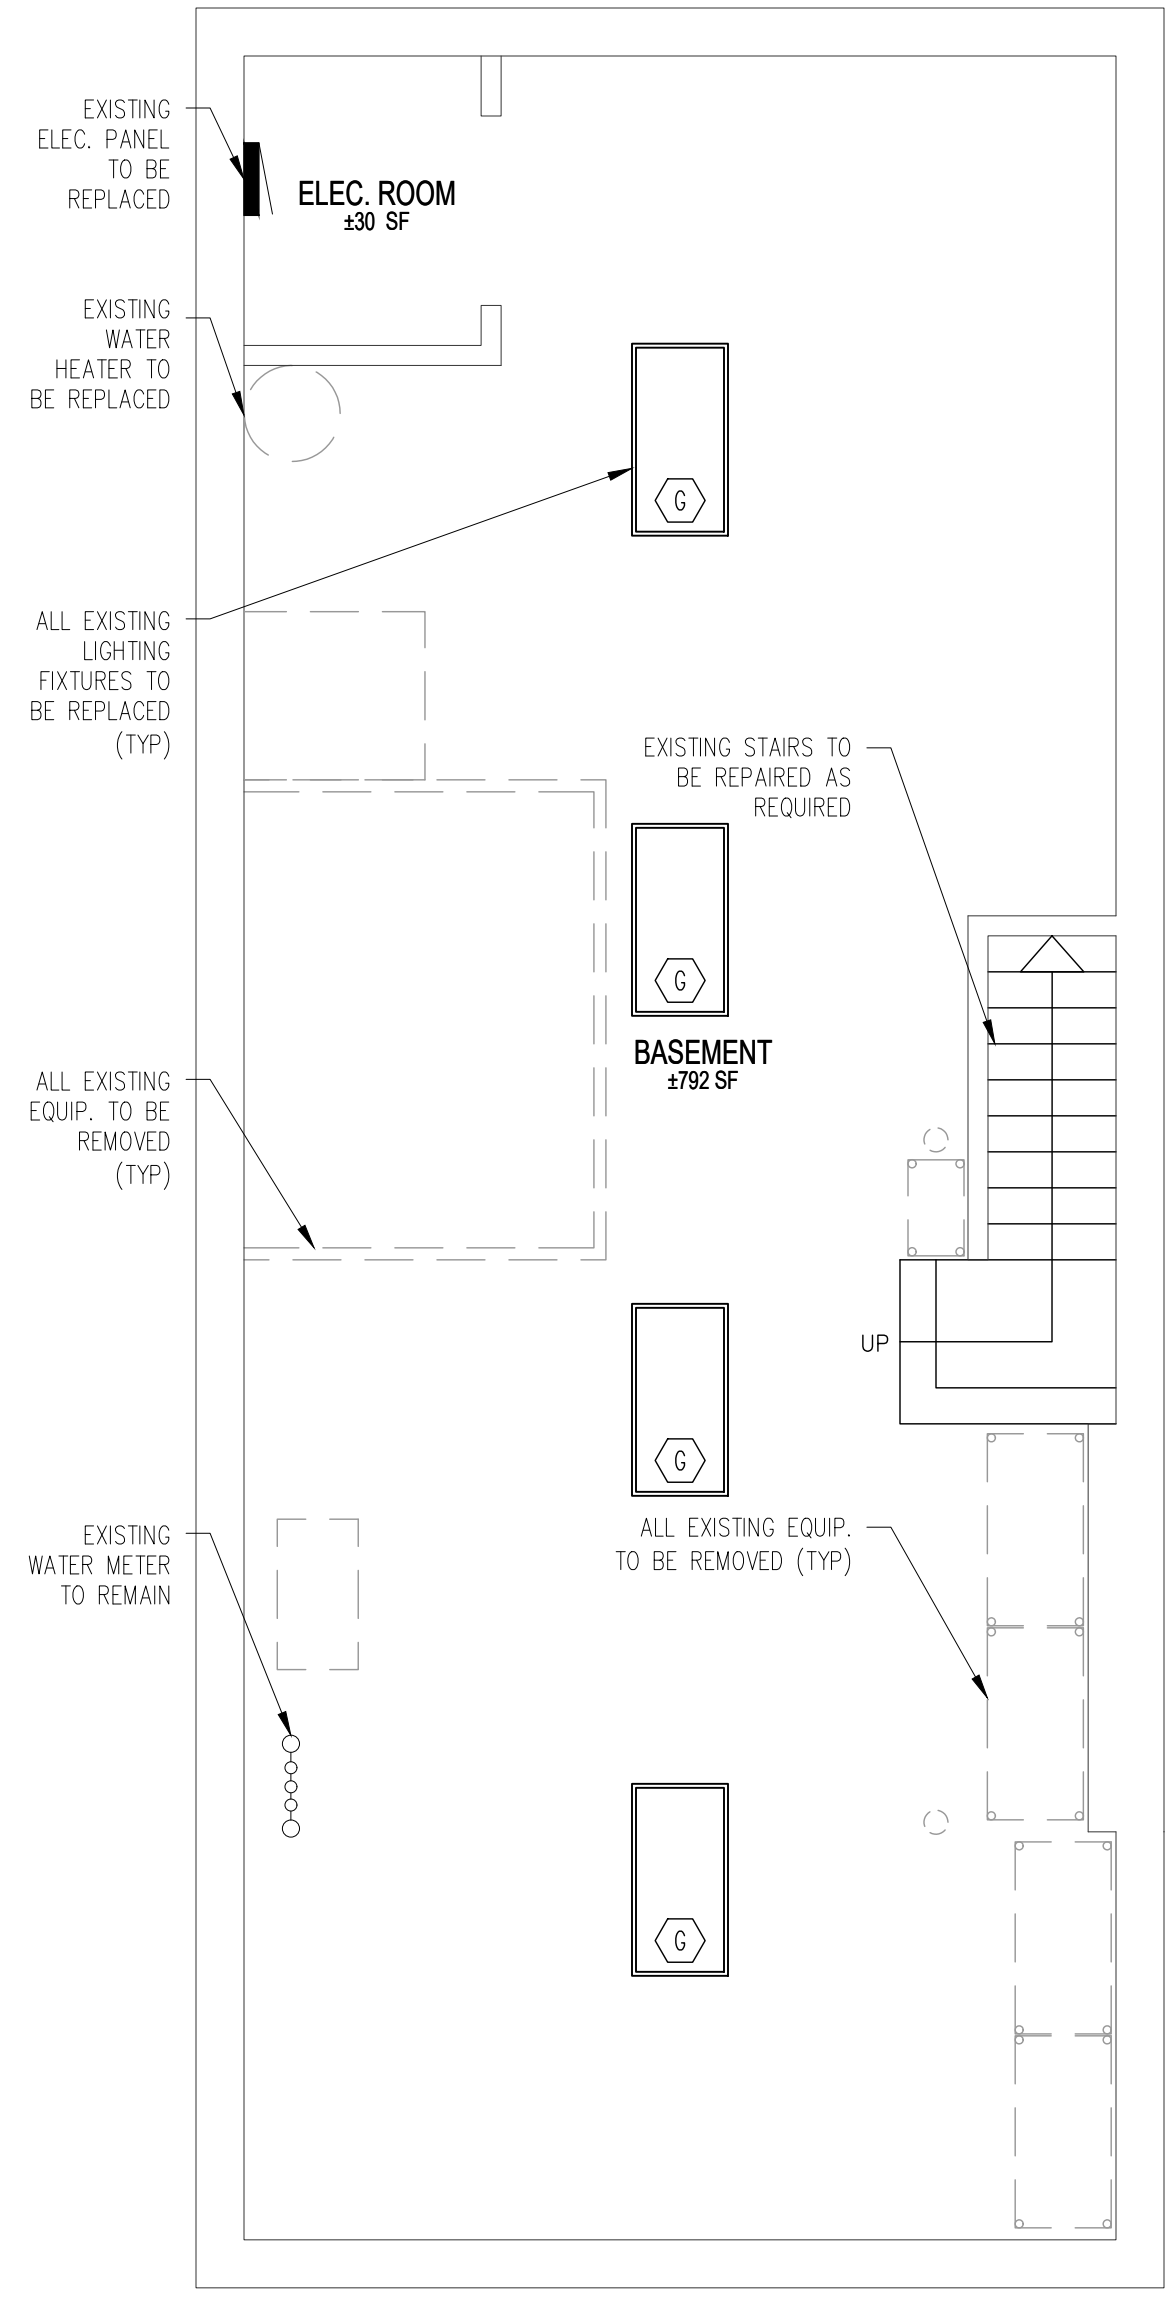 EXISTING
ELEC. PANEL
TO BE
REPLACED
ELEC. ROOM
±30 SF
EXISTING
WATER
HEATER TO
BE REPLACED
G
ALL EXISTING
LIGHTING
FIXTURES TO
BE REPLACED
(TYP)
EXISTING STAIRS TO
BE REPAIRED AS
REQUIRED
G
BASEMENT
±792 SF
ALL EXISTING
EQUIP. TO BE
REMOVED
(TYP)
UP
G
EXISTING
WATER METER
TO REMAIN
ALL EXISTING EQUIP.
TO BE REMOVED (TYP)
G